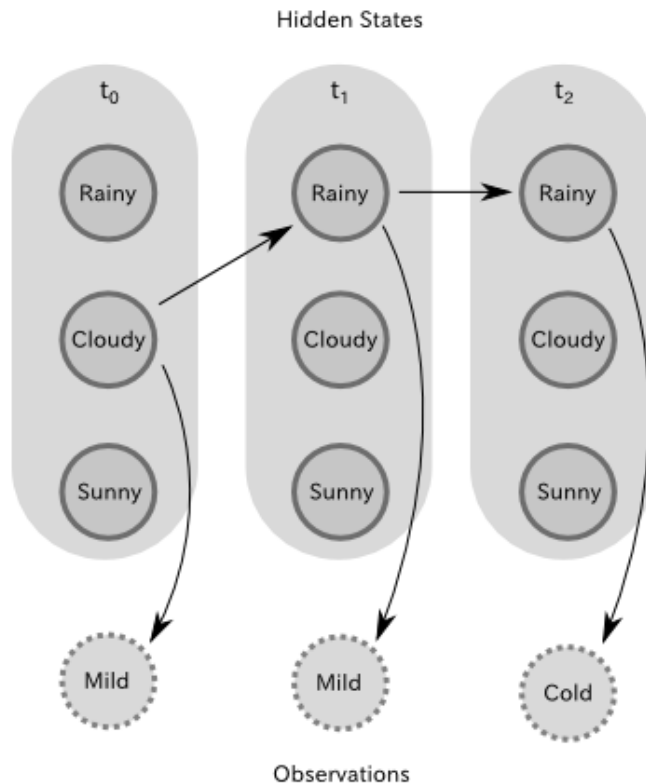 Hidden States
t₀ t₁ t₂
Rainy Rainy Rainy
Cloudy Cloudy Cloudy
Sunny Sunny Sunny
Mild Mild Cold
Observations